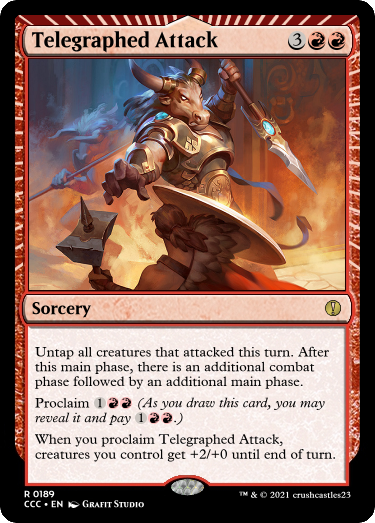 Telegraphed Attack 3
Sorcery
Untap all creatures that attacked this turn. After
this main phase, there is an additional combat
phase followed by an additional main phase.
Proclaim 1 (As you draw this card, you may
reveal it and pay 1.)
When you proclaim Telegraphed Attack,
creatures you control get +2/+0 until end of turn.
R 0189
CCC • EN Grafit Studio
™ & © 2021 crushcastles23